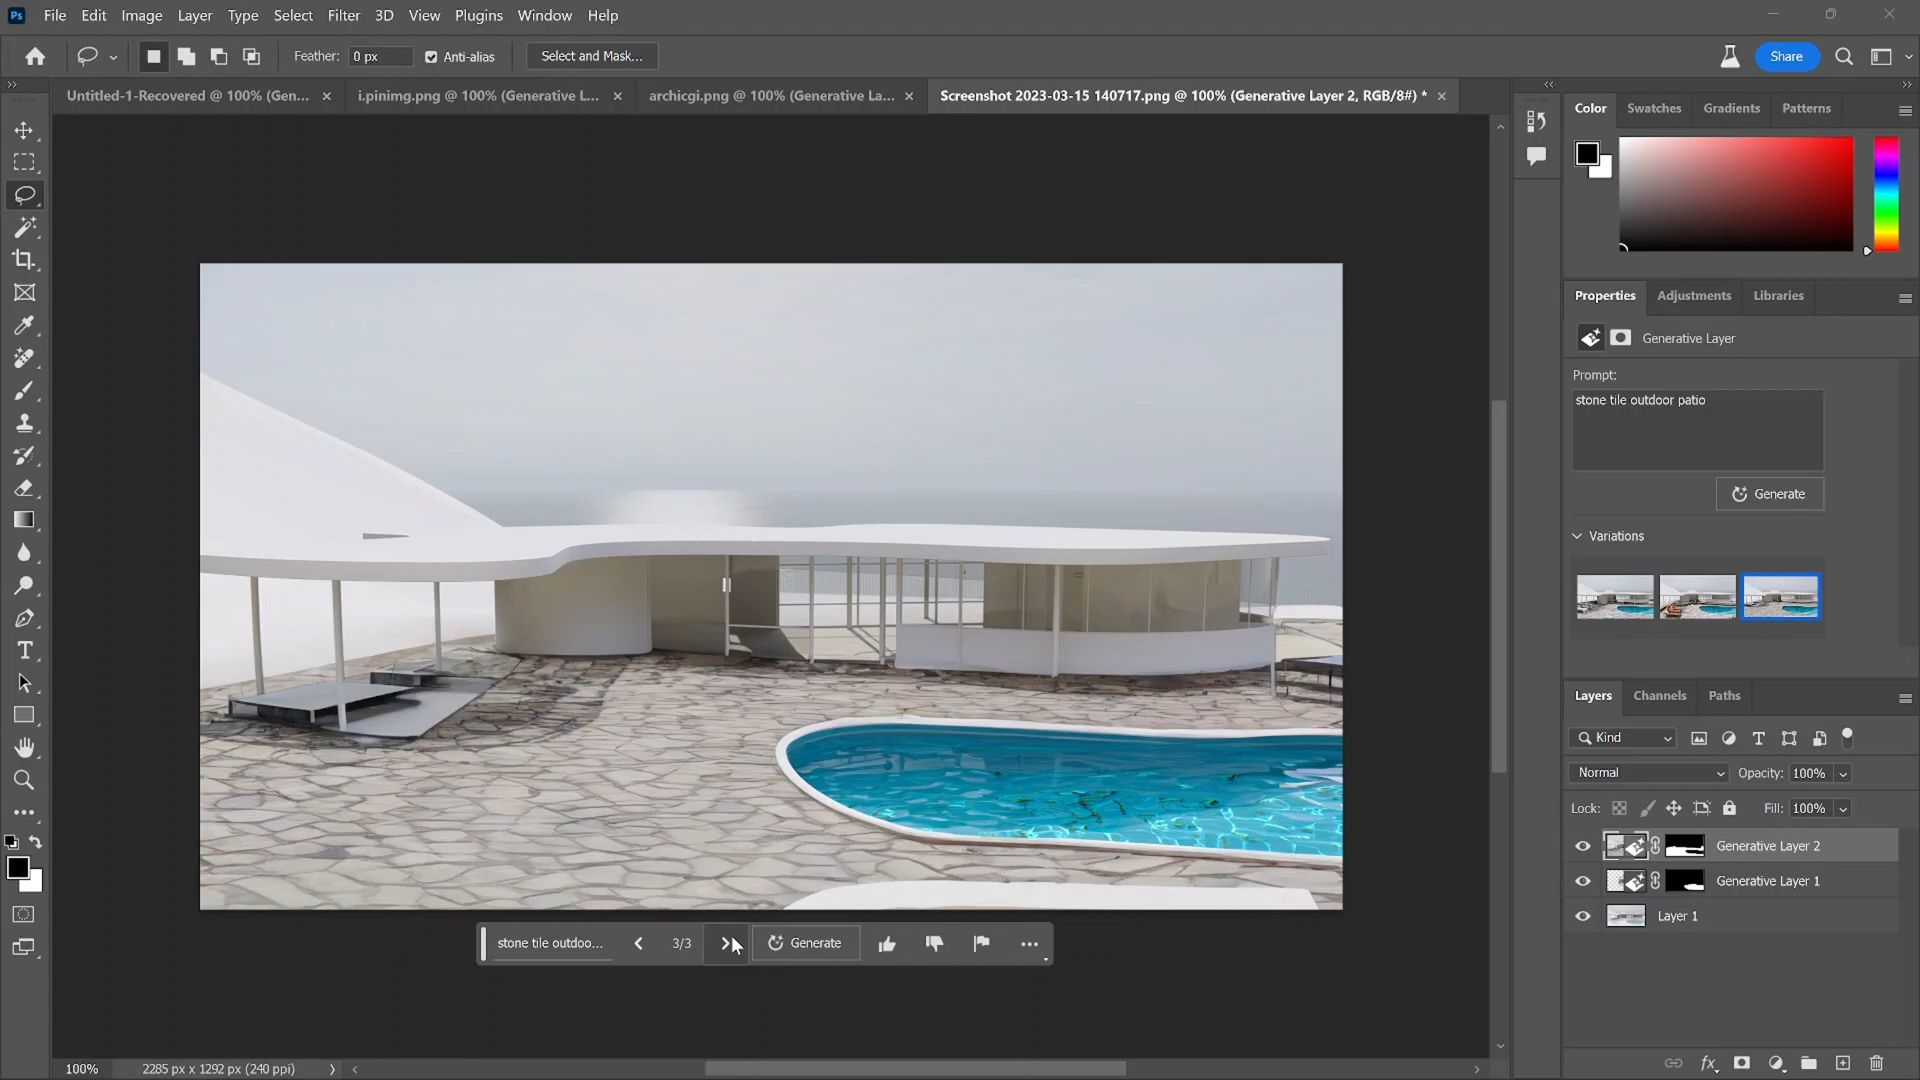 Ps File Edit Image Layer Type Select Filter 3D View Plugins Window Help
Feather: 0 px Anti-alias Select and Mask... Share
Untitled-1-Recovered @ 100% (Gen... × i.pinimg.png @ 100% (Generative L... × archicgi.png @ 100% (Generative La... × Screenshot 2023-03-15 140717.png @ 100% (Generative Layer 2, RGB/8#) * ×
Color Swatches Gradients Patterns
Properties Adjustments Libraries
Generative Layer
Prompt:
stone tile outdoor patio
Generate
Variations
Layers Channels Paths
Kind
Normal Opacity: 100%
Lock: Fill: 100%
Generative Layer 2
Generative Layer 1
Layer 1
stone tile outdoo... 3/3 Generate
100% 2285 px x 1292 px (240 ppi)